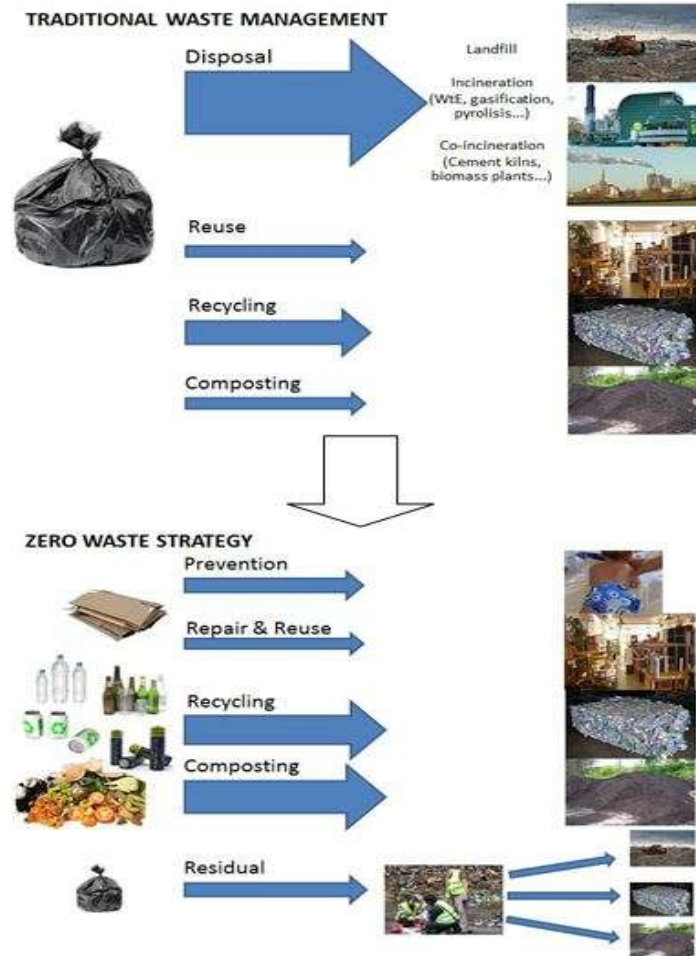 TRADITIONAL WASTE MANAGEMENT
Disposal
Landfill
Incineration
(WtE, gasification,
pyrolisis...)
Co-incineration
(Cement kilns,
biomass plants...)
Reuse
Recycling
Composting
ZERO WASTE STRATEGY
Prevention
Repair & Reuse
Recycling
Composting
Residual